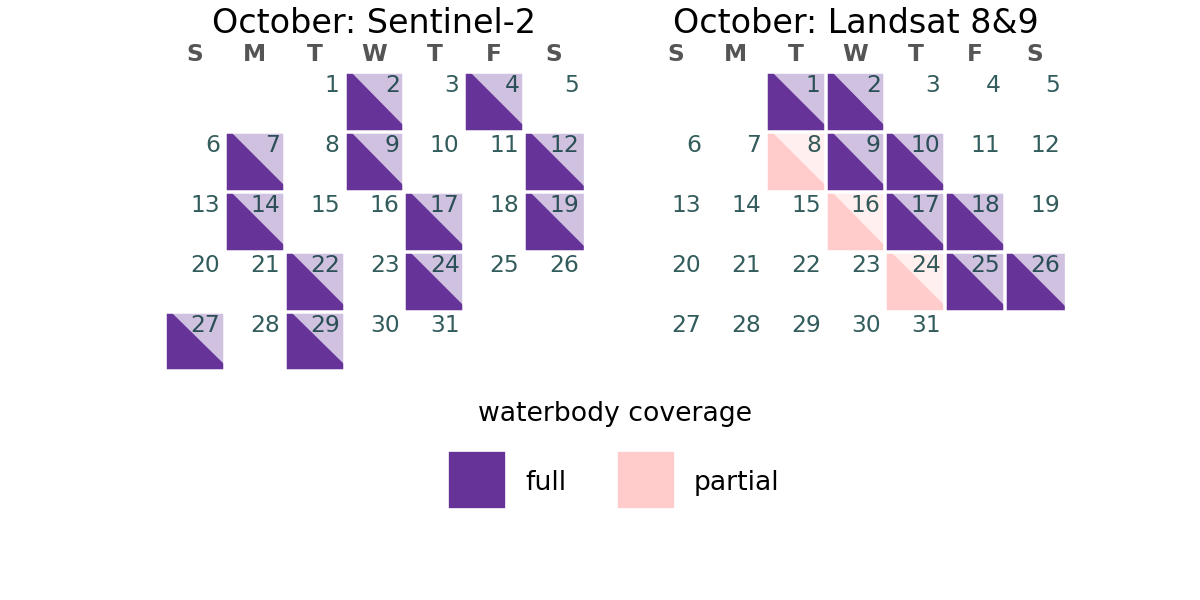 October: Sentinel-2
S M T W T F S
1 2 3 4 5
6 7 8 9 10 11 12
13 14 15 16 17 18 19
20 21 22 23 24 25 26
27 28 29 30 31
October: Landsat 8&9
S M T W T F S
1 2 3 4 5
6 7 8 9 10 11 12
13 14 15 16 17 18 19
20 21 22 23 24 25 26
27 28 29 30 31
waterbody coverage
full
partial